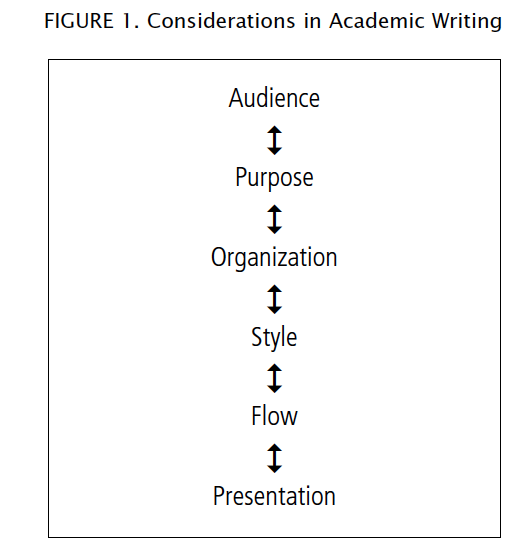 FIGURE 1. Considerations in Academic Writing
Audience
Purpose
Organization
Style
Flow
Presentation